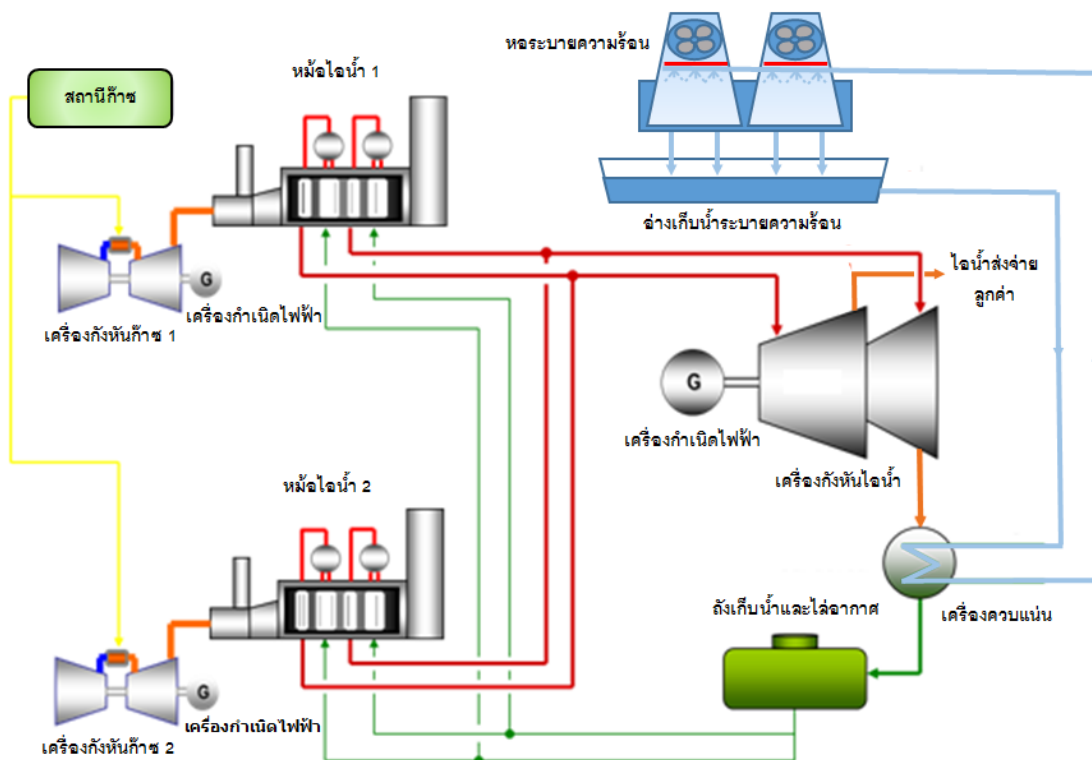 หอระบายความร้อน
หม้อไอน้ำ 1
สถานีก๊าซ
อ่างเก็บน้ำระบายความร้อน
ไอน้ำส่งจ่าย
ลูกค้า
G
เครื่องกำเนิดไฟฟ้า
เครื่องกังหันก๊าซ 1
G
เครื่องกำเนิดไฟฟ้า
เครื่องกังหันไอน้ำ
หม้อไอน้ำ 2
ถังเก็บน้ำและไล่อากาศ
เครื่องควบแน่น
G
เครื่องกำเนิดไฟฟ้า
เครื่องกังหันก๊าซ 2